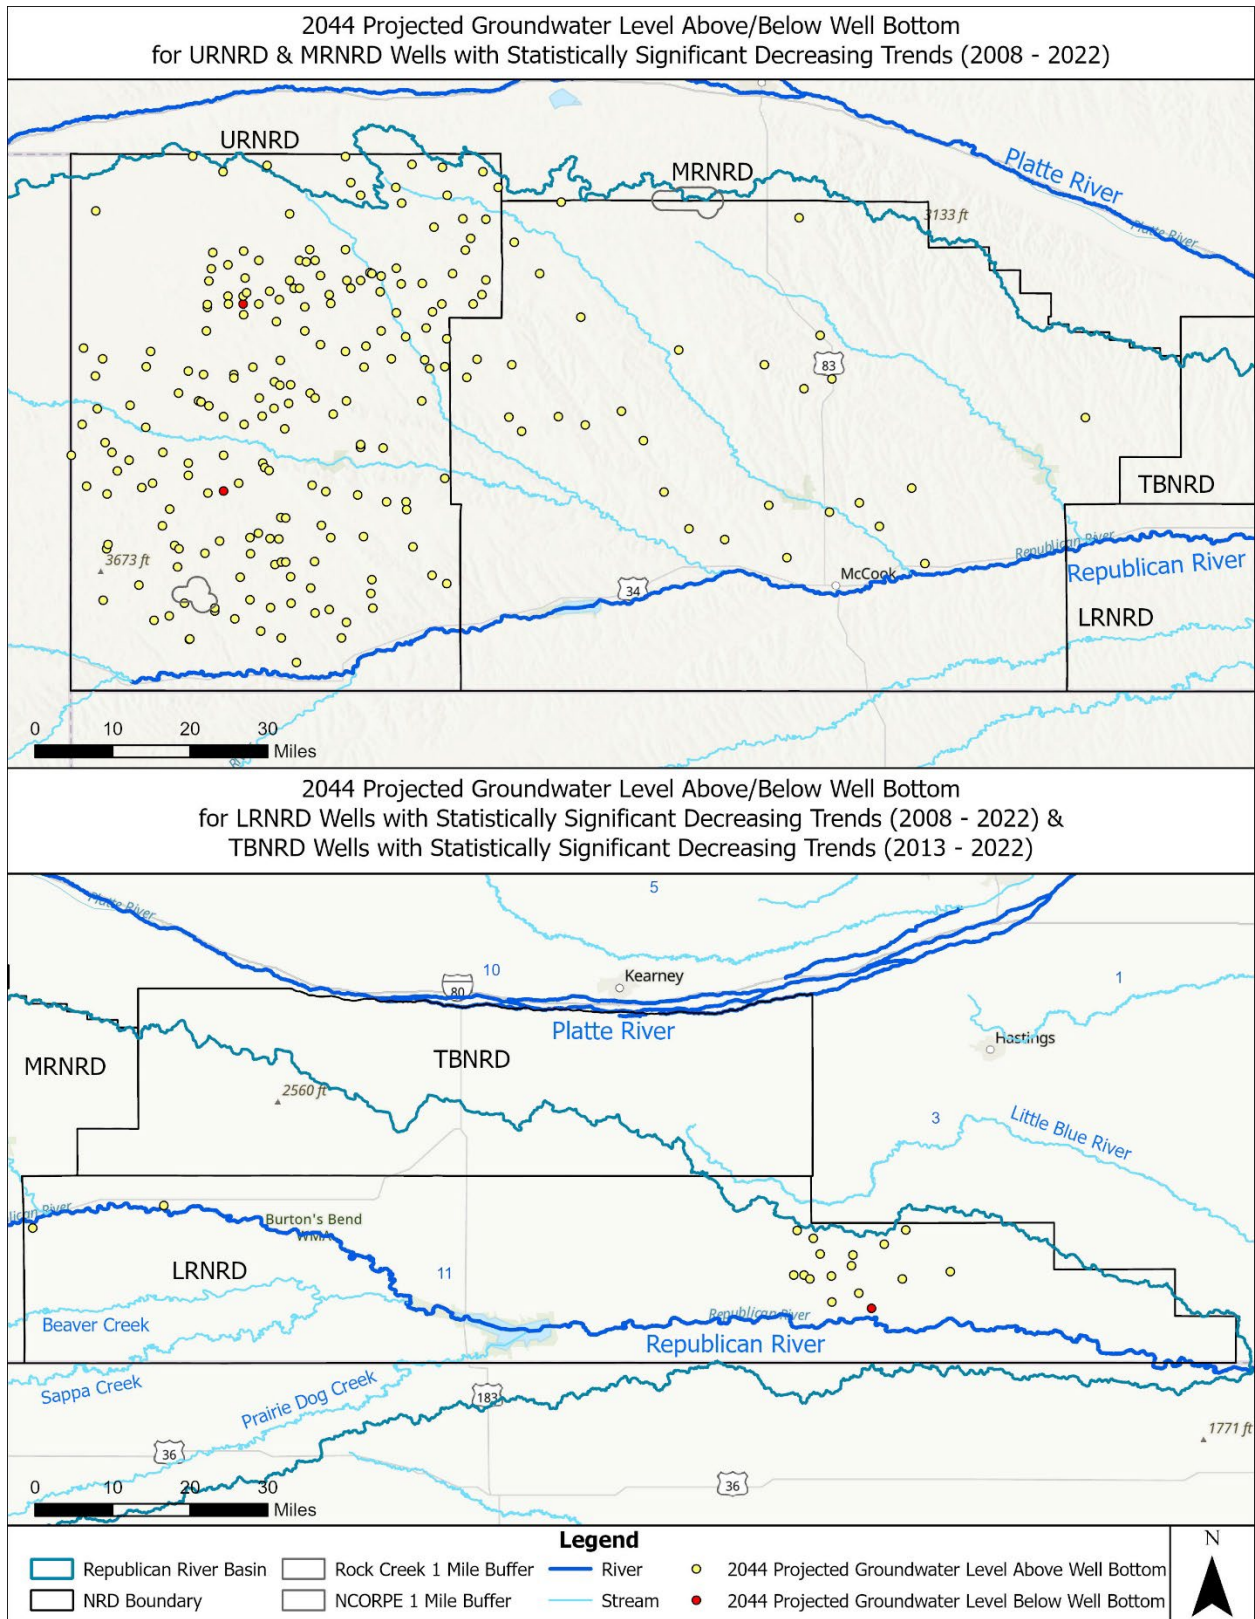 2044 Projected Groundwater Level Above/Below Well Bottom
for URNRD & MRNRD Wells with Statistically Significant Decreasing Trends (2008 - 2022)
URNRD
MRNRD
Platte River
3133 ft
Platte River
83
TBNRD
3673 ft
McCook
Republican River
Republican River
34
LRNRD
0 10 20 30
Miles
2044 Projected Groundwater Level Above/Below Well Bottom
for LRNRD Wells with Statistically Significant Decreasing Trends (2008 - 2022) &
TBNRD Wells with Statistically Significant Decreasing Trends (2013 - 2022)
Platte River
5
10
80
Kearney
1
Platte River
Hastings
MRNRD
TBNRD
2560 ft
3
Little Blue River
lican River
Burton's Bend
WMA
LRNRD
11
Beaver Creek
Republican River
Republican River
Sappa Creek
Prairie Dog Creek
183
1771 ft
36
36
0 10 20 30
Miles
Legend
N
Republican River Basin
Rock Creek 1 Mile Buffer
River
2044 Projected Groundwater Level Above Well Bottom
NRD Boundary
NCORPE 1 Mile Buffer
Stream
2044 Projected Groundwater Level Below Well Bottom